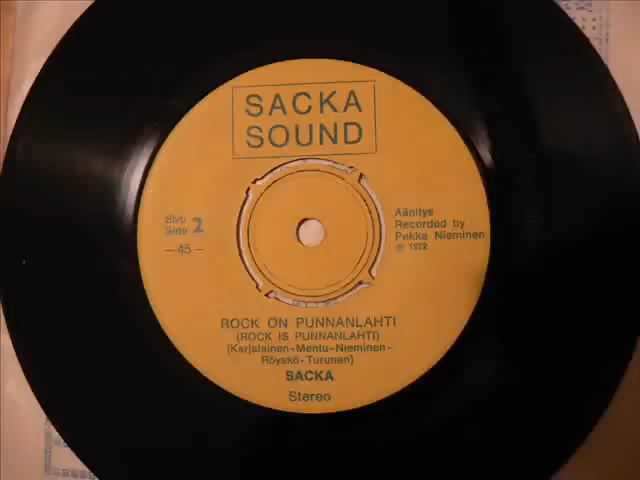 SACKA
SOUND
Sivu
Side 2
—45—
Äänitys
Recorded by
Pekka Nieminen
℗ 1972
ROCK ON PUNNANLAHTI
(ROCK IS PUNNANLAHTI)
(Karjalainen-Mentu-Nieminen-
Röyskö-Turunen)
SACKA
Stereo